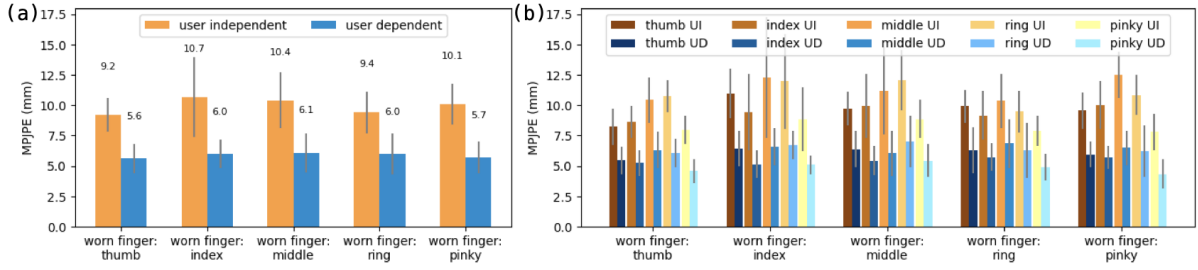 (a)
17.5
15.0
12.5
10.0
7.5
5.0
2.5
0.0
MPJPE (mm)
user independent
user dependent
9.2
5.6
10.7
6.0
10.4
6.1
9.4
6.0
10.1
5.7
worn finger:
thumb
worn finger:
index
worn finger:
middle
worn finger:
ring
worn finger:
pinky
(b)
17.5
15.0
12.5
10.0
7.5
5.0
2.5
0.0
MPJPE (mm)
thumb UI
index UI
middle UI
ring UI
pinky UI
thumb UD
index UD
middle UD
ring UD
pinky UD
worn finger:
thumb
worn finger:
index
worn finger:
middle
worn finger:
ring
worn finger:
pinky